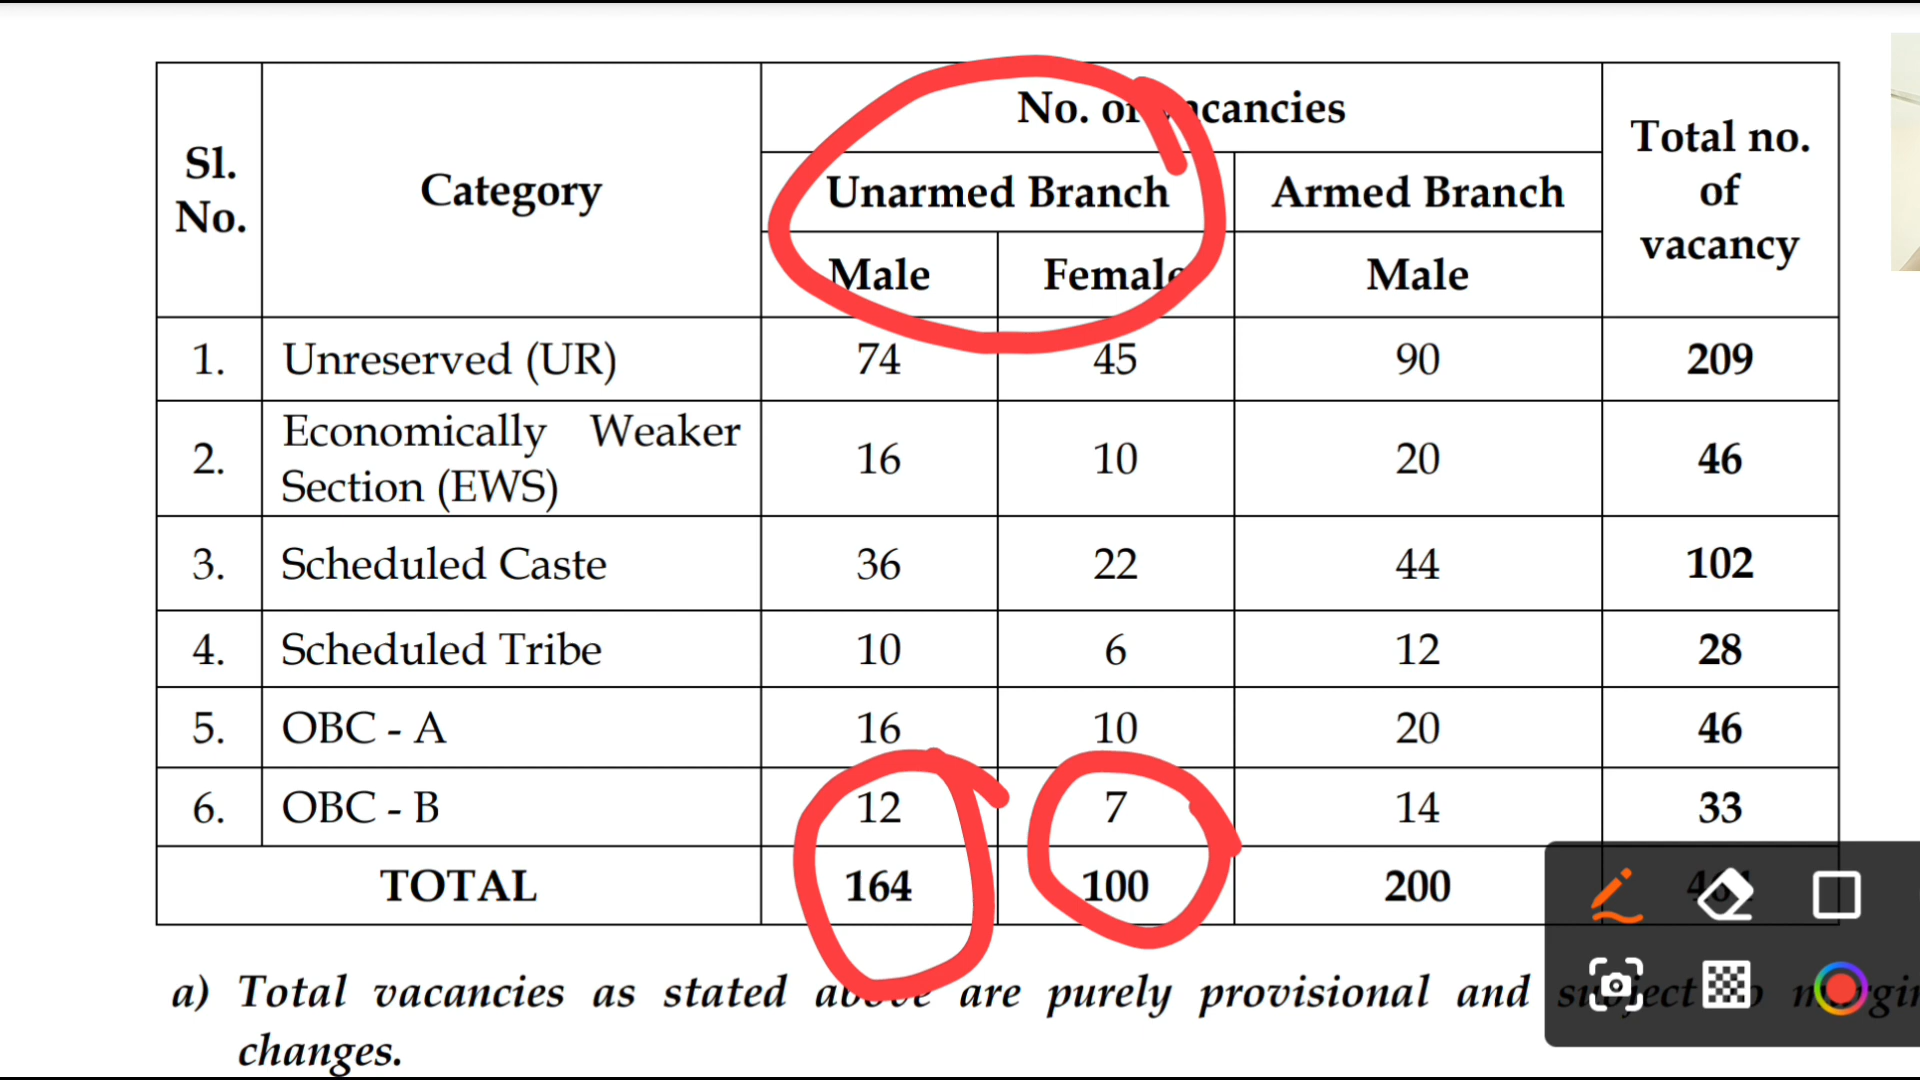 No. of vacancies
Total no. of vacancy
Sl. No.
Category
Unarmed Branch
Armed Branch
Male
Female
Male
1. Unreserved (UR) 74 45 90 209
2. Economically Weaker Section (EWS) 16 10 20 46
3. Scheduled Caste 36 22 44 102
4. Scheduled Tribe 10 6 12 28
5. OBC - A 16 10 20 46
6. OBC - B 12 7 14 33
TOTAL 164 100 200
a) Total vacancies as stated above are purely provisional and subject to
changes.